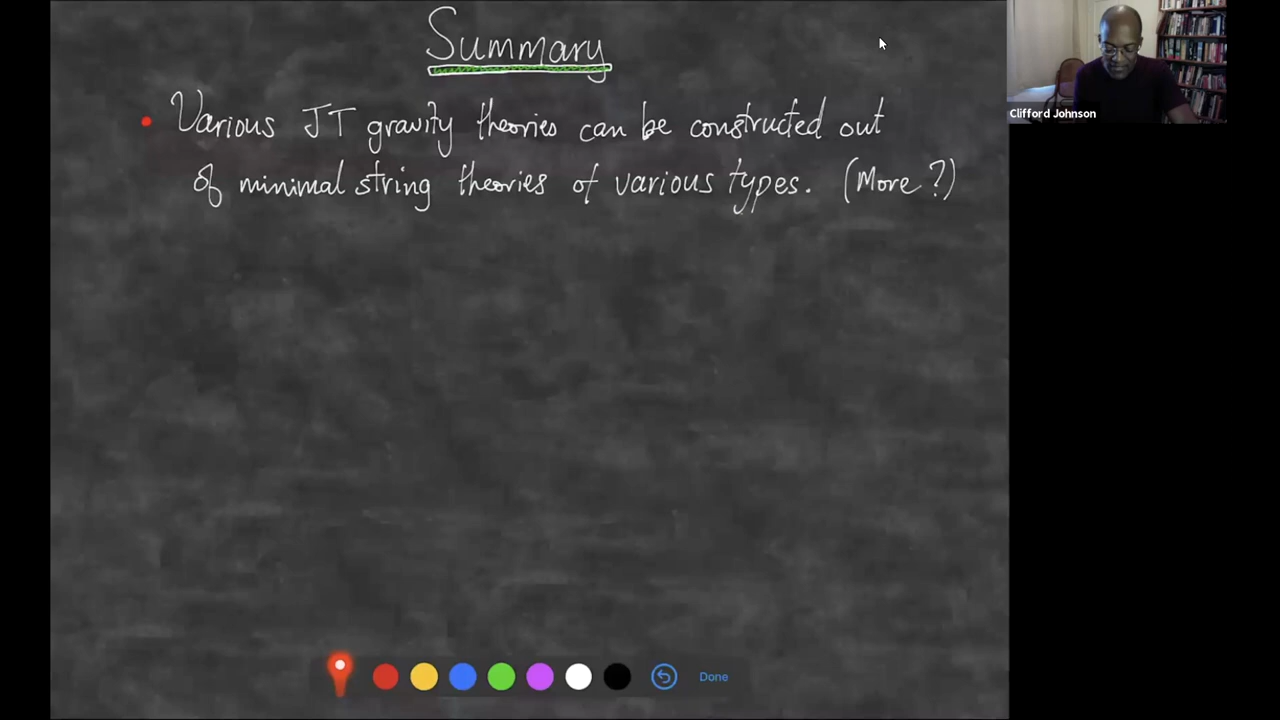 Summary
• Various JT gravity theories can be constructed out
of minimal string theories of various types. (More?)
Clifford Johnson
Done